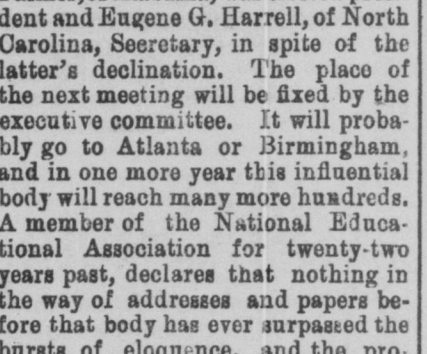 dent and Eugene G. Harrell, of North
Carolina, Secretary, in spite of the
latter's declination. The place of
the next meeting will be fixed by the
executive committee. It will proba-
bly go to Atlanta or Birmingham,
and in one more year this influential
body will reach many more hundreds.
A member of the National Educa-
tional Association for twenty-two
years past, declares that nothing in
the way of addresses and papers be-
fore that body has ever surpassed the
bursts of eloquence, and the pro-